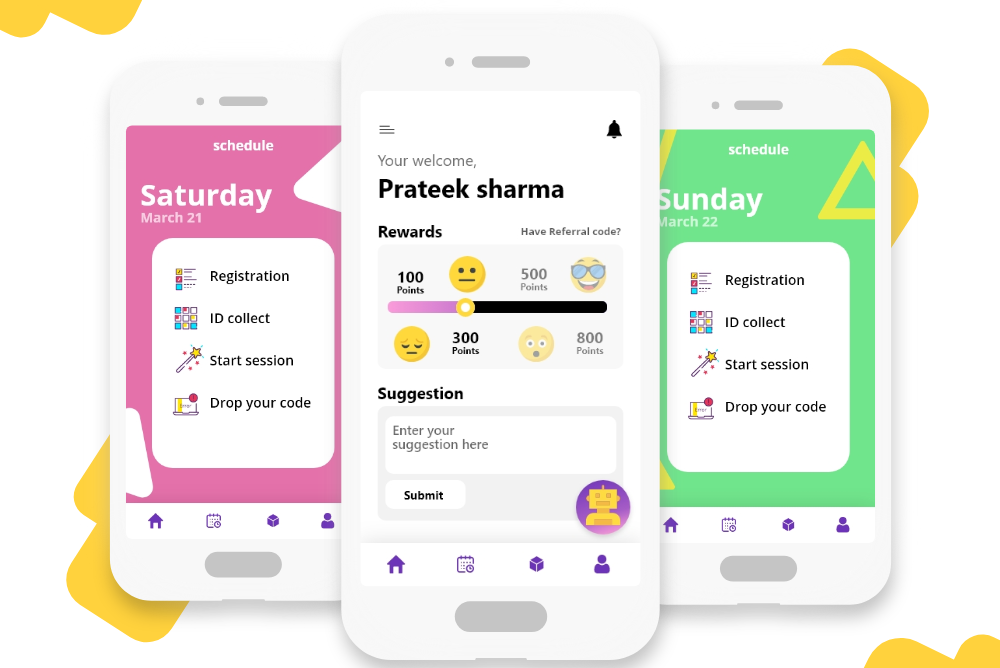 schedule
Saturday
March 21
Registration
ID collect
Start session
Drop your code
Your welcome,
Prateek sharma
Rewards
Have Referral code?
100
Points
500
Points
300
Points
800
Points
Suggestion
Enter your
suggestion here
Submit
schedule
Sunday
March 22
Registration
ID collect
Start session
Drop your code